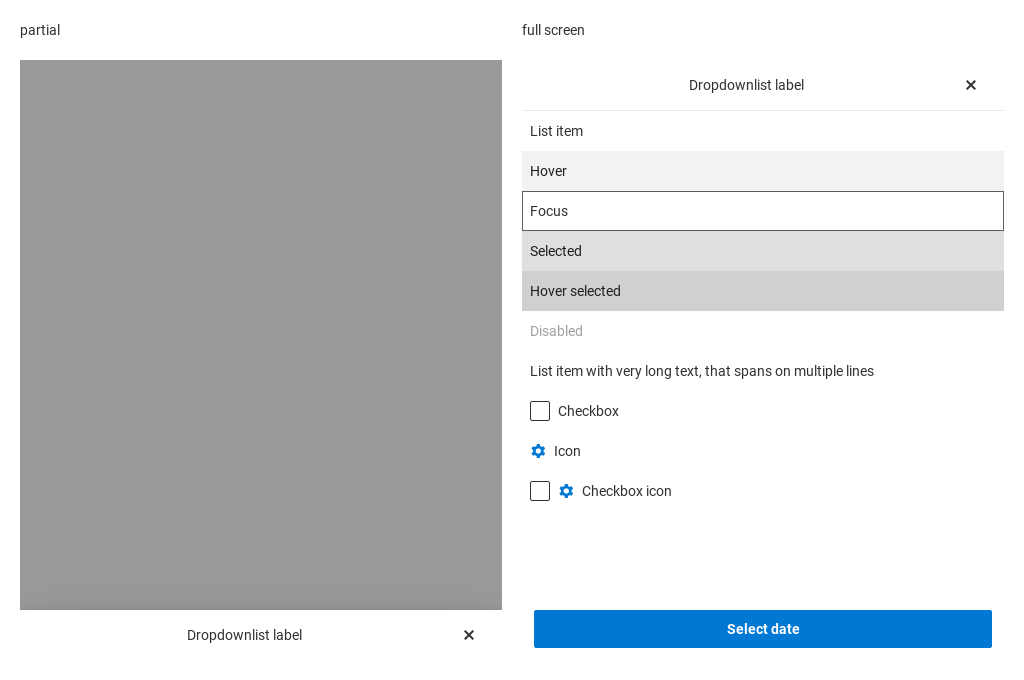 partial
full screen
Dropdownlist label
List item
Hover
Focus
Selected
Hover selected
Disabled
List item with very long text, that spans on multiple lines
Checkbox
Icon
Checkbox icon
Select date
Dropdownlist label